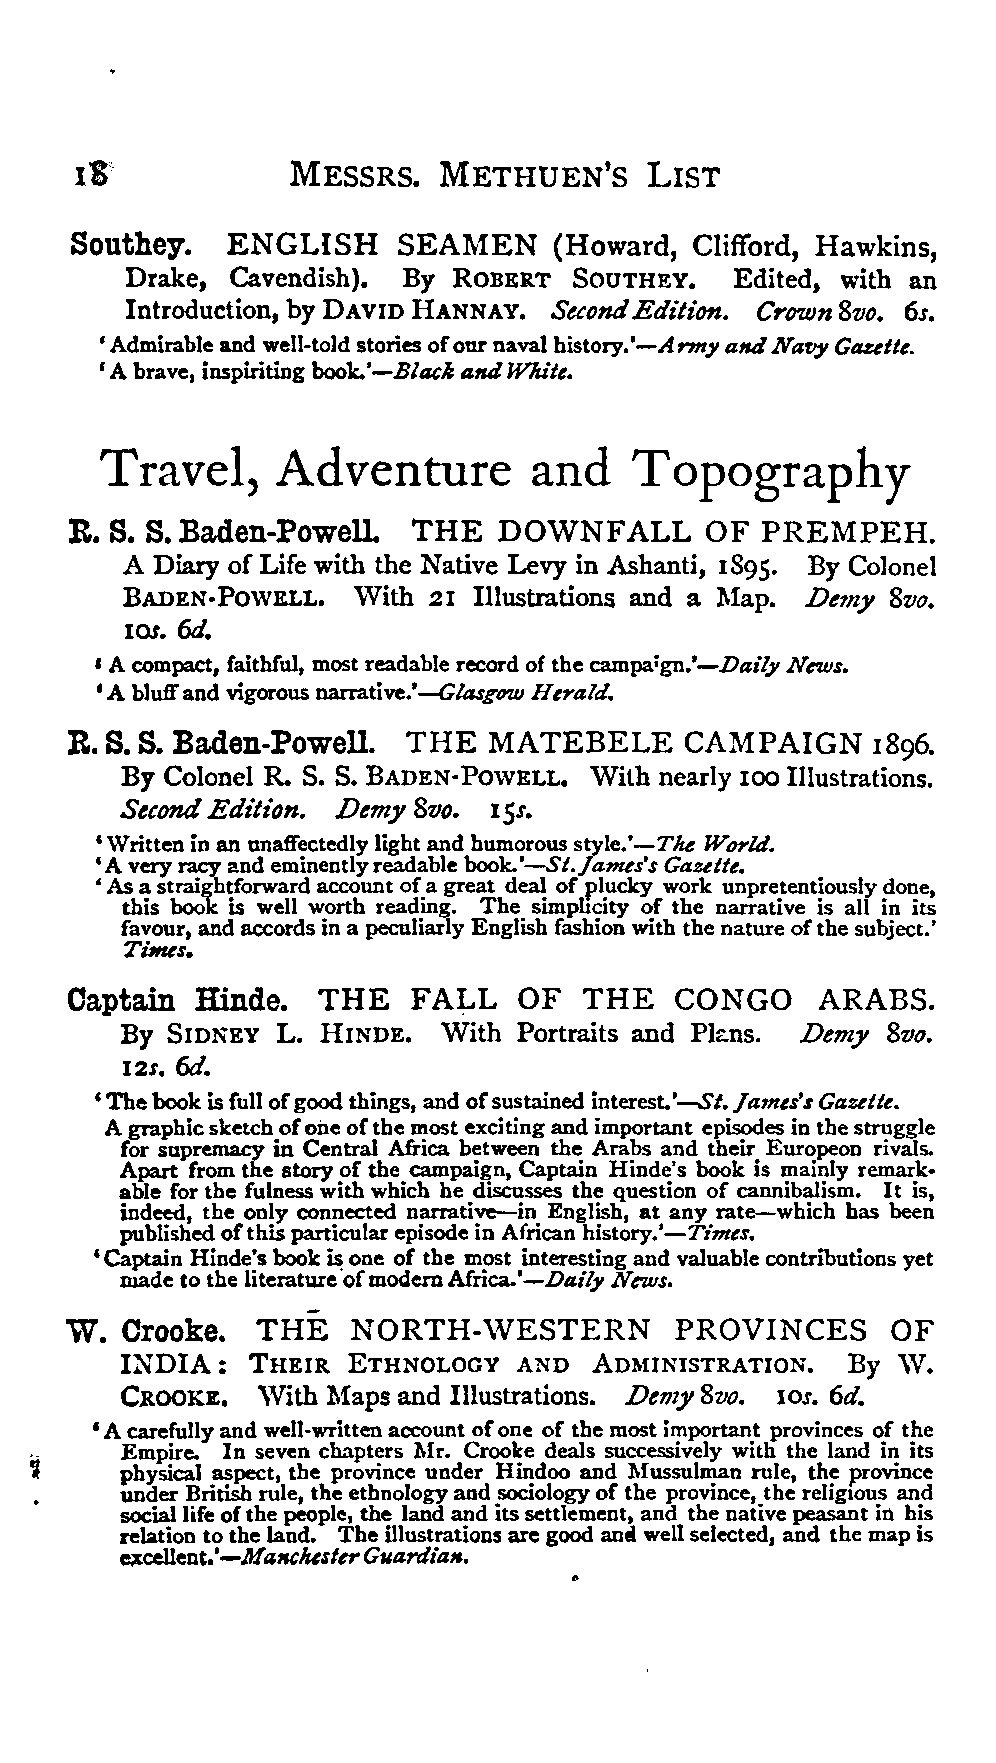 18 MESSRS. METHUEN'S LIST
Southey. ENGLISH SEAMEN (Howard, Clifford, Hawkins,
Drake, Cavendish). By ROBERT SOUTHEY. Edited, with an
Introduction, by DAVID HANNAY. Second Edition. Crown 8vo. 6s.
'Admirable and well-told stories of our naval history.'—Army and Navy Gazette.
'A brave, inspiriting book.'—Black and White.
Travel, Adventure and Topography
R. S. S. Baden-Powell. THE DOWNFALL OF PREMPEH.
A Diary of Life with the Native Levy in Ashanti, 1895. By Colonel
BADEN-POWELL. With 21 Illustrations and a Map. Demy 8vo.
10s. 6d.
'A compact, faithful, most readable record of the campaign.'—Daily News.
'A bluff and vigorous narrative.'—Glasgow Herald.
R. S. S. Baden-Powell. THE MATEBELE CAMPAIGN 1896.
By Colonel R. S. S. BADEN-POWELL. With nearly 100 Illustrations.
Second Edition. Demy 8vo. 15s.
'Written in an unaffectedly light and humorous style.'—The World.
'A very racy and eminently readable book.'—St. James's Gazette.
'As a straightforward account of a great deal of plucky work unpretentiously done,
this book is well worth reading. The simplicity of the narrative is all in its
favour, and accords in a peculiarly English fashion with the nature of the subject.'
Times.
Captain Hinde. THE FALL OF THE CONGO ARABS.
By SIDNEY L. HINDE. With Portraits and Plans. Demy 8vo.
12s. 6d.
'The book is full of good things, and of sustained interest.'—St. James's Gazette.
A graphic sketch of one of the most exciting and important episodes in the struggle
for supremacy in Central Africa between the Arabs and their Europeon rivals.
Apart from the story of the campaign, Captain Hinde's book is mainly remark-
able for the fulness with which he discusses the question of cannibalism. It is,
indeed, the only connected narrative—in English, at any rate—which has been
published of this particular episode in African history.'—Times.
'Captain Hinde's book is one of the most interesting and valuable contributions yet
made to the literature of modern Africa.'—Daily News.
W. Crooke. THE NORTH-WESTERN PROVINCES OF
INDIA: THEIR ETHNOLOGY AND ADMINISTRATION. By W.
CROOKE. With Maps and Illustrations. Demy 8vo. 10s. 6d.
'A carefully and well-written account of one of the most important provinces of the
Empire. In seven chapters Mr. Crooke deals successively with the land in its
physical aspect, the province under Hindoo and Mussulman rule, the province
under British rule, the ethnology and sociology of the province, the religious and
social life of the people, the land and its settlement, and the native peasant in his
relation to the land. The illustrations are good and well selected, and the map is
excellent.'—Manchester Guardian.